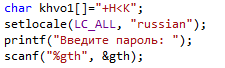 char khvo1[]="+H<K";
setlocale(LC_ALL, "russian");
printf("Введите пароль: ");
scanf("%gth", &gth);